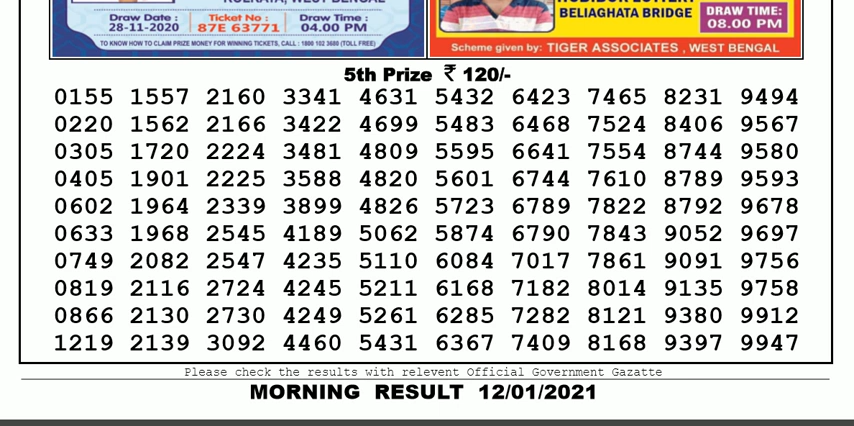 KOLKATA, WEST BENGAL
Draw Date : Ticket No : Draw Time :
28-11-2020 87E 63771 04.00 PM
TO KNOW HOW TO CLAIM PRIZE MONEY FOR WINNING TICKETS, CALL : 1800 102 3680 (TOLL FREE)
LOTTERY
BELIAGHATA BRIDGE
DRAW TIME:
08.00 PM
Scheme given by: TIGER ASSOCIATES , WEST BENGAL
5th Prize ₹ 120/-
0155 1557 2160 3341 4631 5432 6423 7465 8231 9494
0220 1562 2166 3422 4699 5483 6468 7524 8406 9567
0305 1720 2224 3481 4809 5595 6641 7554 8744 9580
0405 1901 2225 3588 4820 5601 6744 7610 8789 9593
0602 1964 2339 3899 4826 5723 6789 7822 8792 9678
0633 1968 2545 4189 5062 5874 6790 7843 9052 9697
0749 2082 2547 4235 5110 6084 7017 7861 9091 9756
0819 2116 2724 4245 5211 6168 7182 8014 9135 9758
0866 2130 2730 4249 5261 6285 7282 8121 9380 9912
1219 2139 3092 4460 5431 6367 7409 8168 9397 9947
Please check the results with relevent Official Government Gazatte
MORNING RESULT 12/01/2021